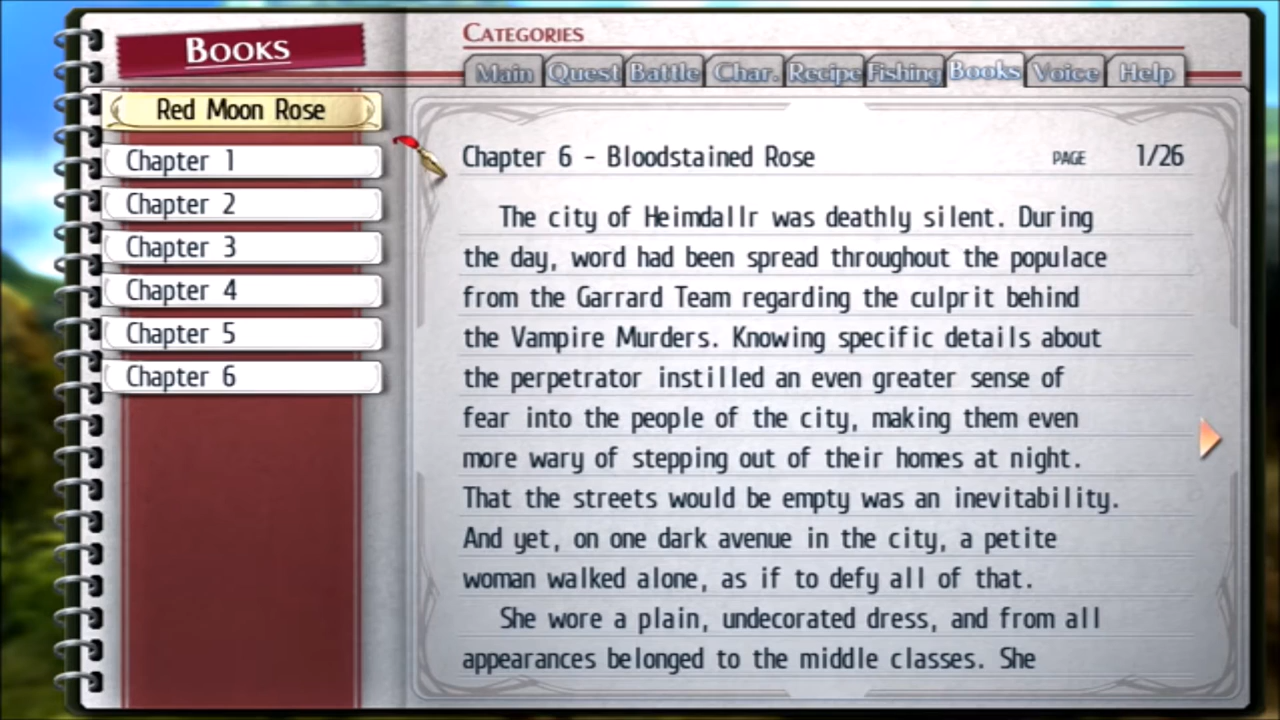 BOOKS
CATEGORIES
Main Quest Battle Char. Recipe Fishing Books Voice Help
Red Moon Rose
Chapter 1
Chapter 2
Chapter 3
Chapter 4
Chapter 5
Chapter 6
Chapter 6 - Bloodstained Rose PAGE 1/26
The city of Heimdallr was deathly silent. During
the day, word had been spread throughout the populace
from the Garrard Team regarding the culprit behind
the Vampire Murders. Knowing specific details about
the perpetrator instilled an even greater sense of
fear into the people of the city, making them even
more wary of stepping out of their homes at night.
That the streets would be empty was an inevitability.
And yet, on one dark avenue in the city, a petite
woman walked alone, as if to defy all of that.
She wore a plain, undecorated dress, and from all
appearances belonged to the middle classes. She